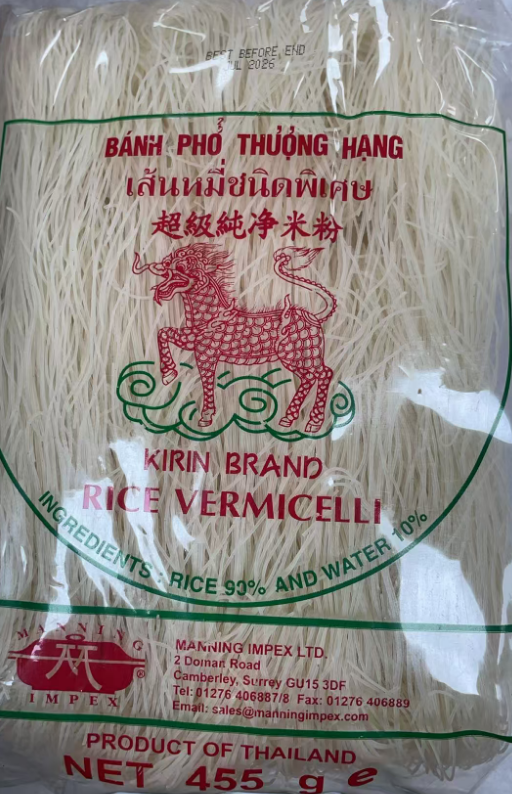 BEST BEFORE END
JUL 2026
BÁNH PHỞ THƯỢNG HẠNG
เส้นหมี่ชนิดพิเศษ
超級純净米粉
KIRIN BRAND
RICE VERMICELLI
INGREDIENTS : RICE 90% AND WATER 10%
MANNING
IMPEX
®
MANNING IMPEX LTD.
2 Doman Road
Camberley, Surrey GU15 3DF
Tel: 01276 406887/8 Fax: 01276 406889
Email: sales@manningimpex.com
PRODUCT OF THAILAND
NET 455 g e